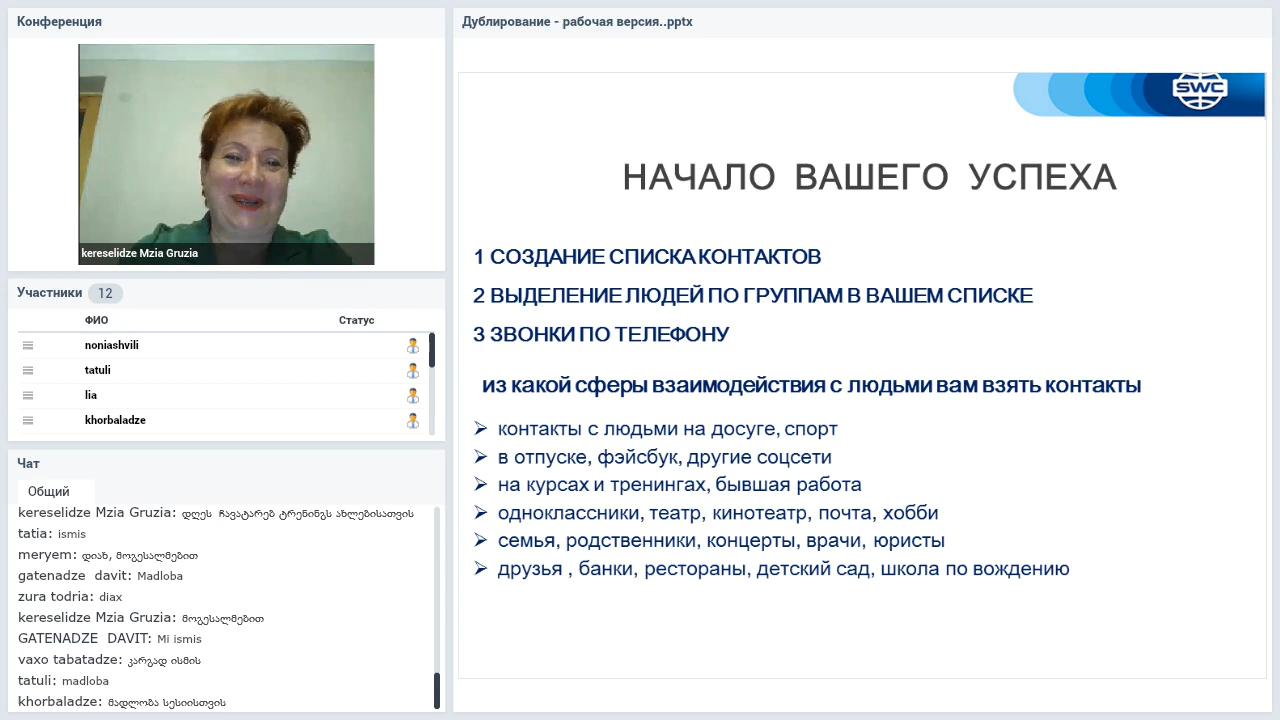 Конференция
kereselidze Mzia Gruzia
Участники 12
ФИО Статус
noniashvili
tatuli
lia
khorbaladze
Чат
Общий
kereselidze Mzia Gruzia: დღეს ჩავატარებ ტრენინგს ახლებისათვის
tatia: ismis
meryem: დიახ, მოგესალმებით
gatenadze davit: Madloba
zura todria: diax
kereselidze Mzia Gruzia: მოგესალმებით
GATENADZE DAVIT: Mi ismis
vaxo tabatadze: კარგად ისმის
tatuli: madloba
khorbaladze: მადლობა სესიისთვის
Дублирование - рабочая версия..pptx
SWC
НАЧАЛО ВАШЕГО УСПЕХА
1 СОЗДАНИЕ СПИСКА КОНТАКТОВ
2 ВЫДЕЛЕНИЕ ЛЮДЕЙ ПО ГРУППАМ В ВАШЕМ СПИСКЕ
3 ЗВОНКИ ПО ТЕЛЕФОНУ
из какой сферы взаимодействия с людьми вам взять контакты
➢ контакты с людьми на досуге, спорт
➢ в отпуске, фэйсбук, другие соцсети
➢ на курсах и тренингах, бывшая работа
➢ одноклассники, театр, кинотеатр, почта, хобби
➢ семья, родственники, концерты, врачи, юристы
➢ друзья , банки, рестораны, детский сад, школа по вождению